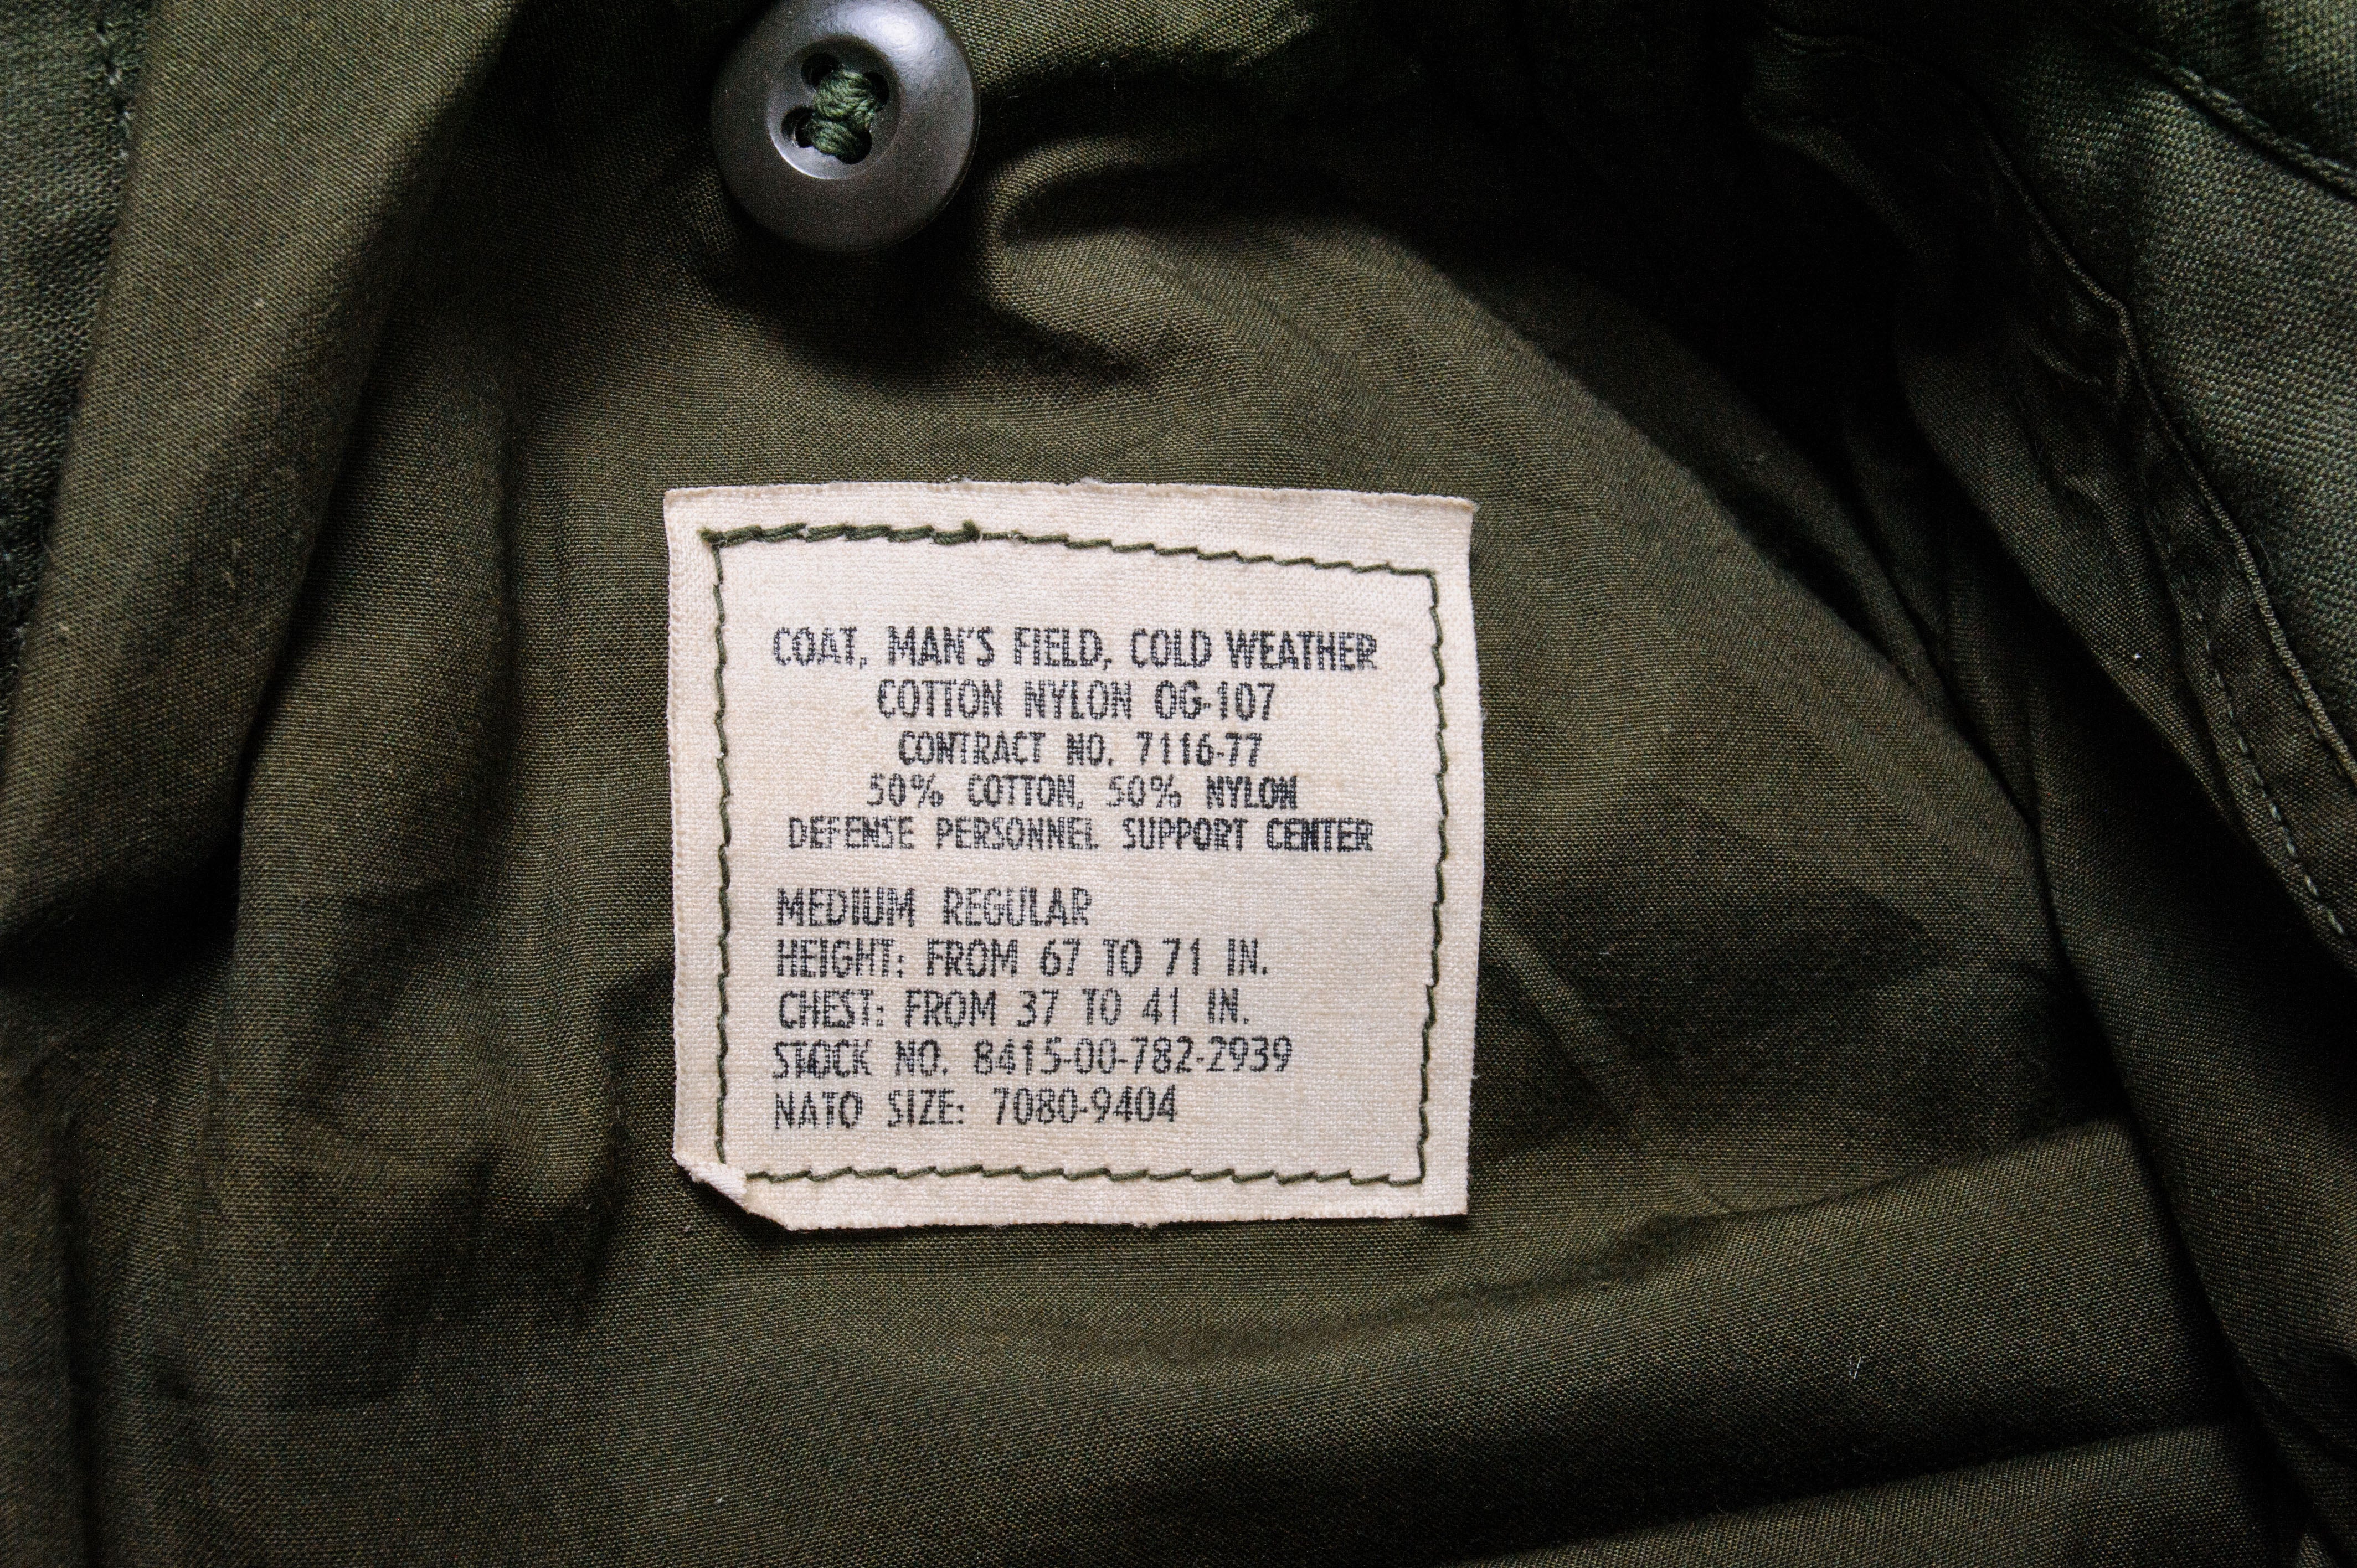 COAT, MAN'S FIELD, COLD WEATHER
COTTON NYLON OG-107
CONTRACT NO. 7116-77
50% COTTON, 50% NYLON
DEFENSE PERSONNEL SUPPORT CENTER
MEDIUM REGULAR
HEIGHT: FROM 67 TO 71 IN.
CHEST: FROM 37 TO 41 IN.
STOCK NO. 8415-00-782-2939
NATO SIZE: 7080-9404